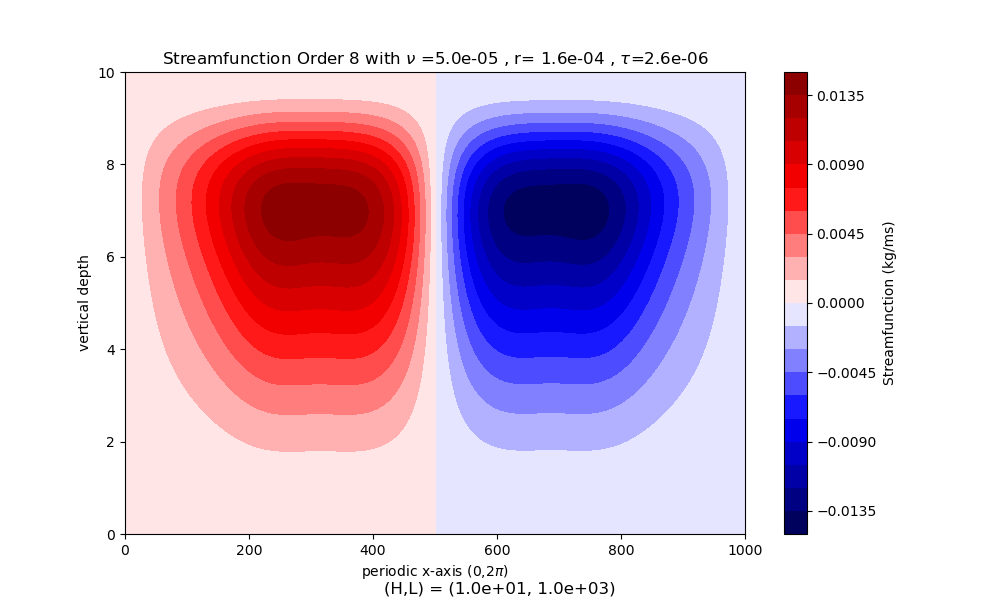 Streamfunction Order 8 with ν =5.0e-05 , r= 1.6e-04 , τ=2.6e-06
10
8
6
4
2
0
vertical depth
0 200 400 600 800 1000
periodic x-axis (0,2π)
(H,L) = (1.0e+01, 1.0e+03)
0.0135
0.0090
0.0045
0.0000
−0.0045
−0.0090
−0.0135
Streamfunction (kg/ms)